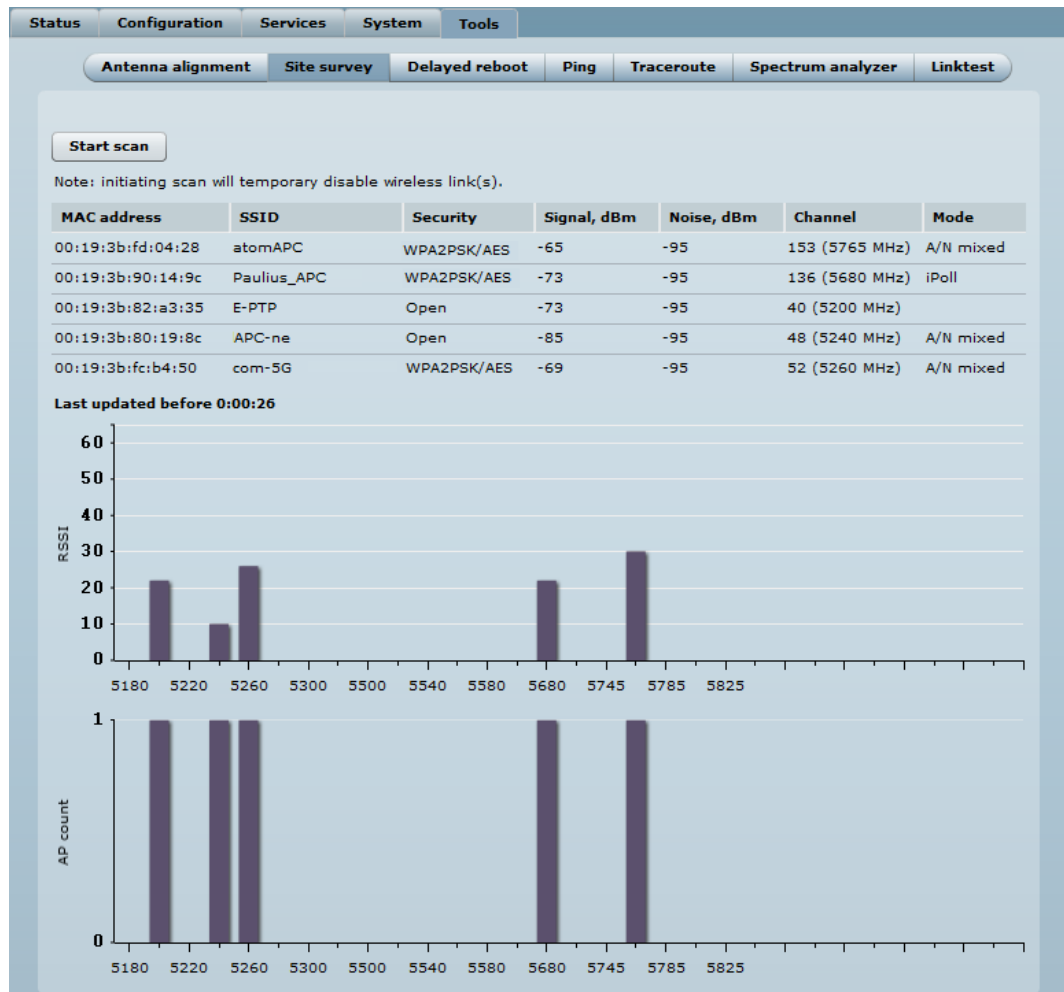 Status Configuration Services System Tools
Antenna alignment Site survey Delayed reboot Ping Traceroute Spectrum analyzer Linktest
Start scan
Note: initiating scan will temporary disable wireless link(s).
MAC address SSID Security Signal, dBm Noise, dBm Channel Mode
00:19:3b:fd:04:28 atomAPC WPA2PSK/AES -65 -95 153 (5765 MHz) A/N mixed
00:19:3b:90:14:9c Paulius_APC WPA2PSK/AES -73 -95 136 (5680 MHz) iPoll
00:19:3b:82:a3:35 E-PTP Open -73 -95 40 (5200 MHz)
00:19:3b:80:19:8c APC-ne Open -85 -95 48 (5240 MHz) A/N mixed
00:19:3b:fc:b4:50 com-5G WPA2PSK/AES -69 -95 52 (5260 MHz) A/N mixed
Last updated before 0:00:26
60
50
40
RSSI
30
20
10
0
5180 5220 5260 5300 5500 5540 5580 5680 5745 5785 5825
1
AP count
0
5180 5220 5260 5300 5500 5540 5580 5680 5745 5785 5825